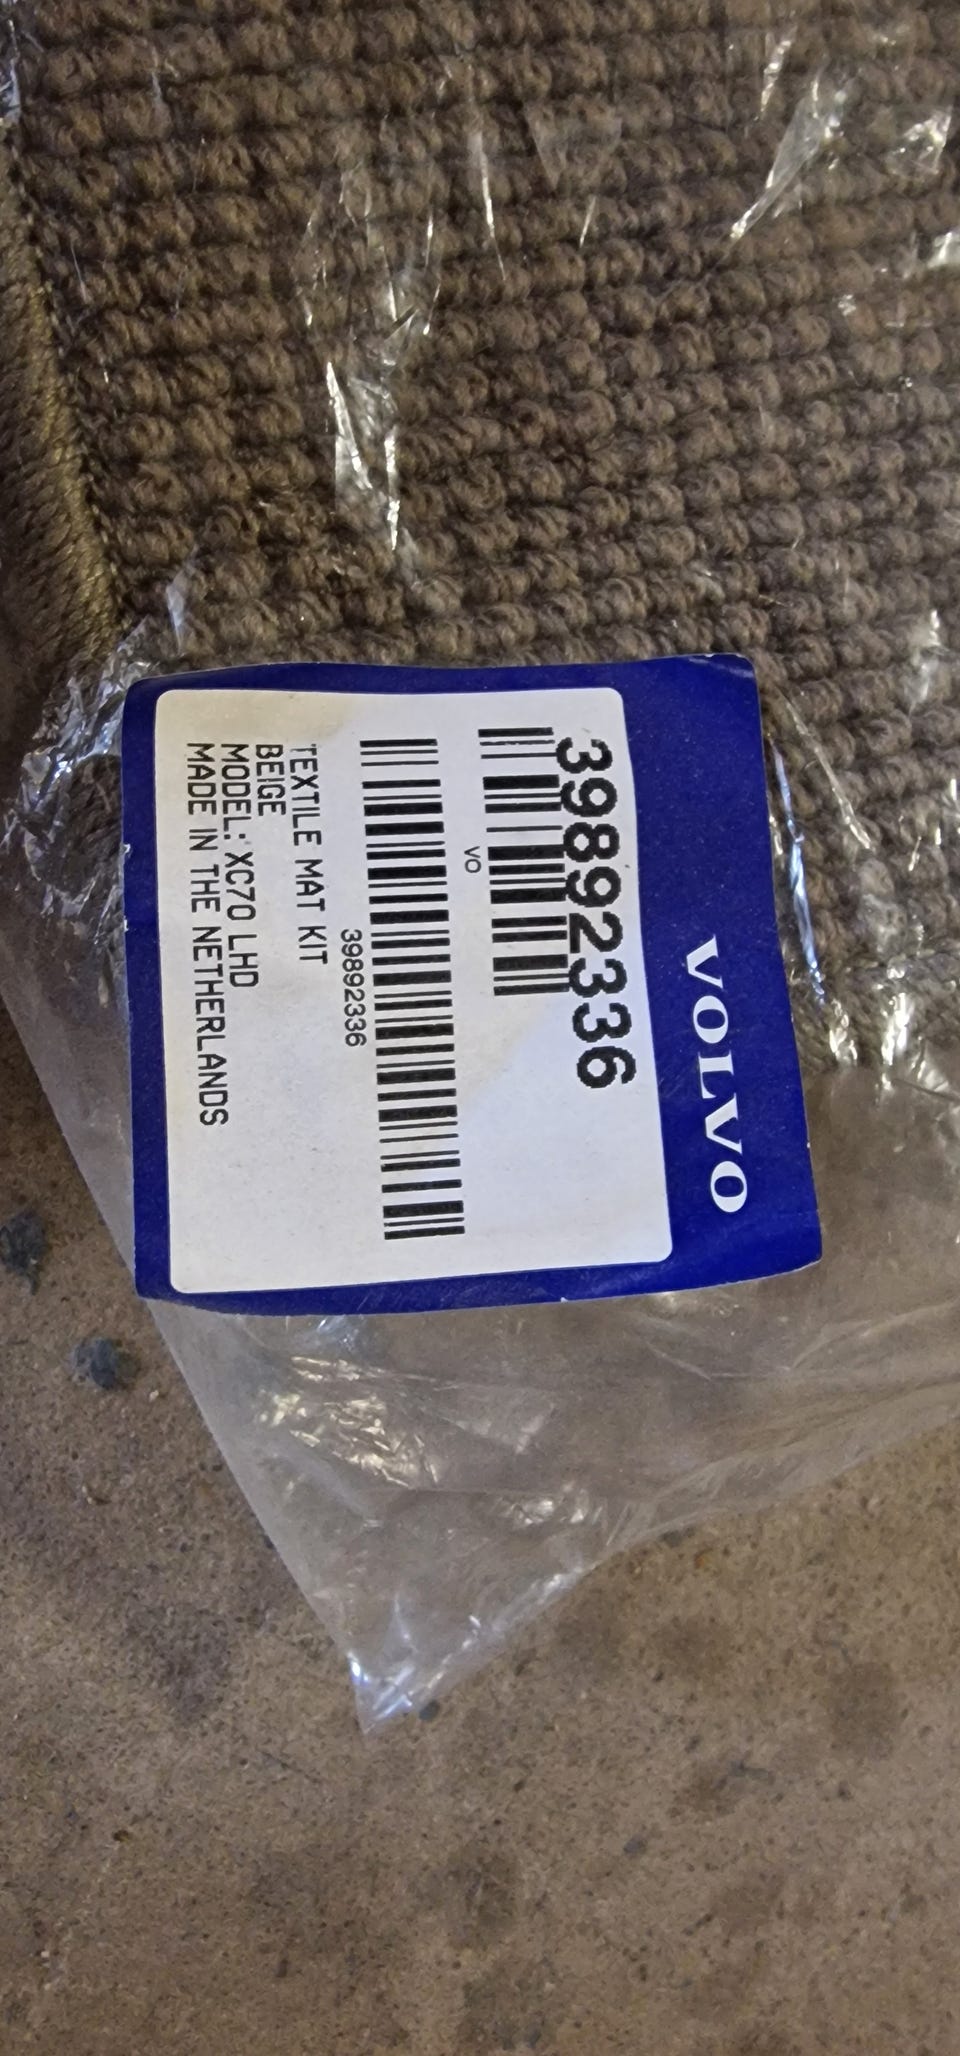 VOLVO
39892336
VO
39892336
TEXTILE MAT KIT
BEIGE
MODEL: XC70 LHD
MADE IN THE NETHERLANDS